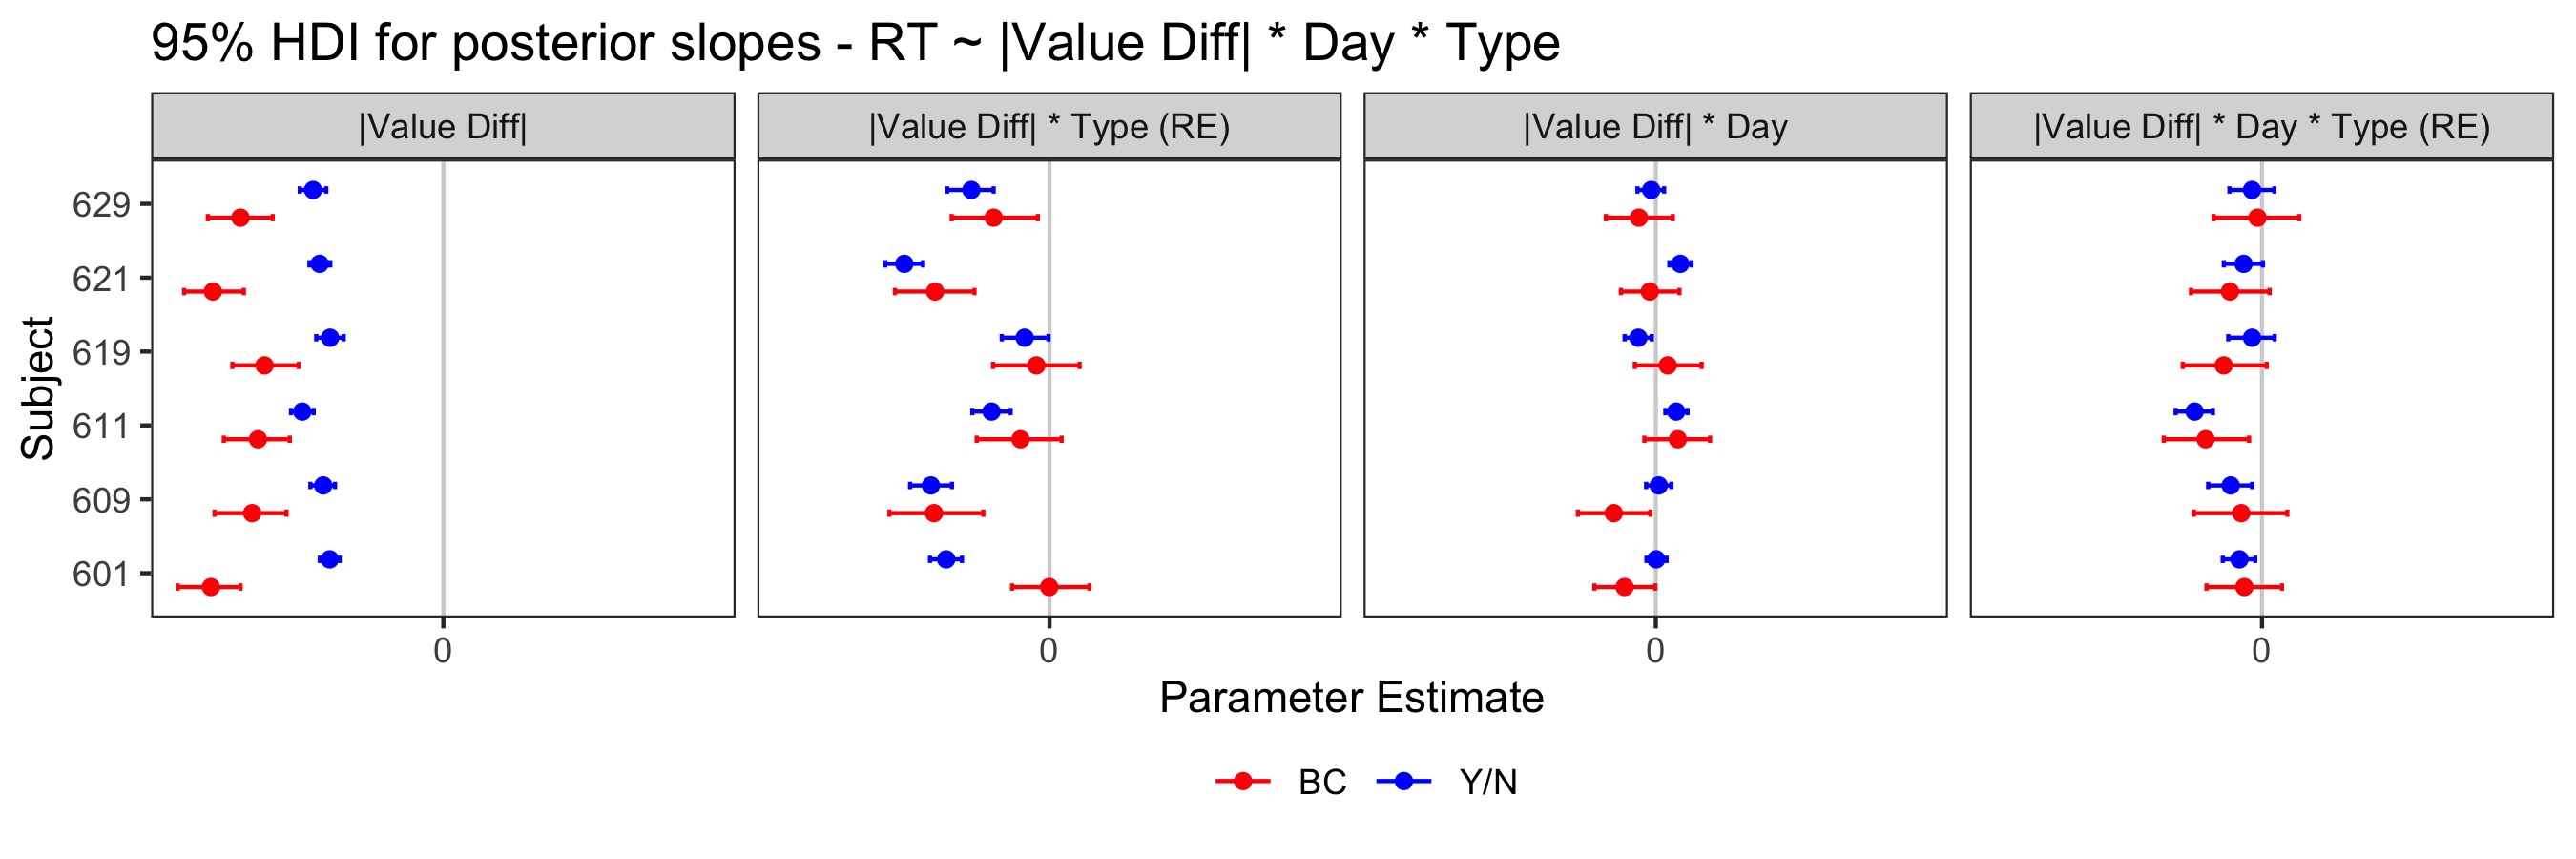 95% HDI for posterior slopes - RT ~ |Value Diff| * Day * Type
|Value Diff|
|Value Diff| * Type (RE)
|Value Diff| * Day
|Value Diff| * Day * Type (RE)
Subject
629
621
619
611
609
601
0
0
0
0
Parameter Estimate
BC
Y/N